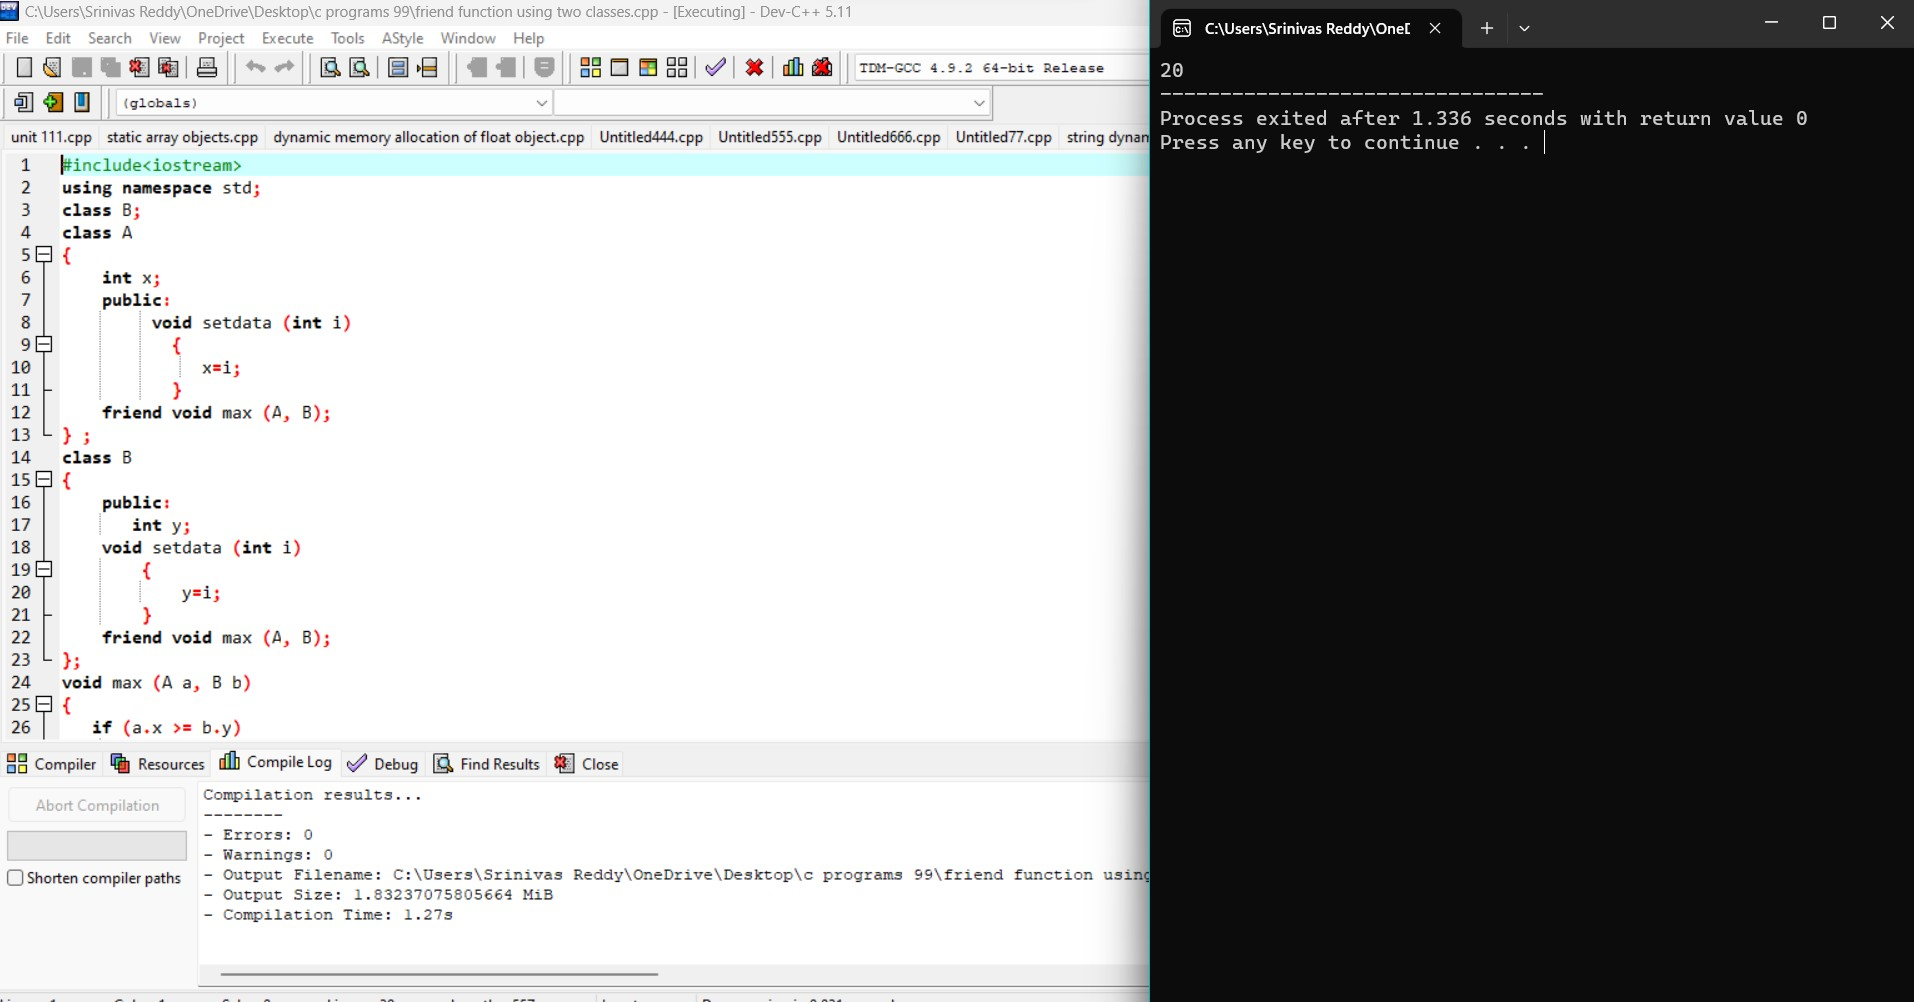 C:\Users\Srinivas Reddy\OneDrive\Desktop\c programs 99\friend function using two classes.cpp - [Executing] - Dev-C++ 5.11
File Edit Search View Project Execute Tools AStyle Window Help
TDM-GCC 4.9.2 64-bit Release
(globals)
unit 111.cpp static array objects.cpp dynamic memory allocation of float object.cpp Untitled444.cpp Untitled555.cpp Untitled666.cpp Untitled77.cpp string dynam
1 #include<iostream>
2 using namespace std;
3 class B;
4 class A
5 {
6 int x;
7 public:
8 void setdata (int i)
9 {
10 x=i;
11 }
12 friend void max (A, B);
13 } ;
14 class B
15 {
16 public:
17 int y;
18 void setdata (int i)
19 {
20 y=i;
21 }
22 friend void max (A, B);
23 };
24 void max (A a, B b)
25 {
26 if (a.x >= b.y)
Compiler Resources Compile Log Debug Find Results Close
Abort Compilation
Shorten compiler paths
Compilation results...
--------
- Errors: 0
- Warnings: 0
- Output Filename: C:\Users\Srinivas Reddy\OneDrive\Desktop\c programs 99\friend function using
- Output Size: 1.83237075805664 MiB
- Compilation Time: 1.27s
C:\Users\Srinivas Reddy\OneD
20
--------------------------------
Process exited after 1.336 seconds with return value 0
Press any key to continue . . .